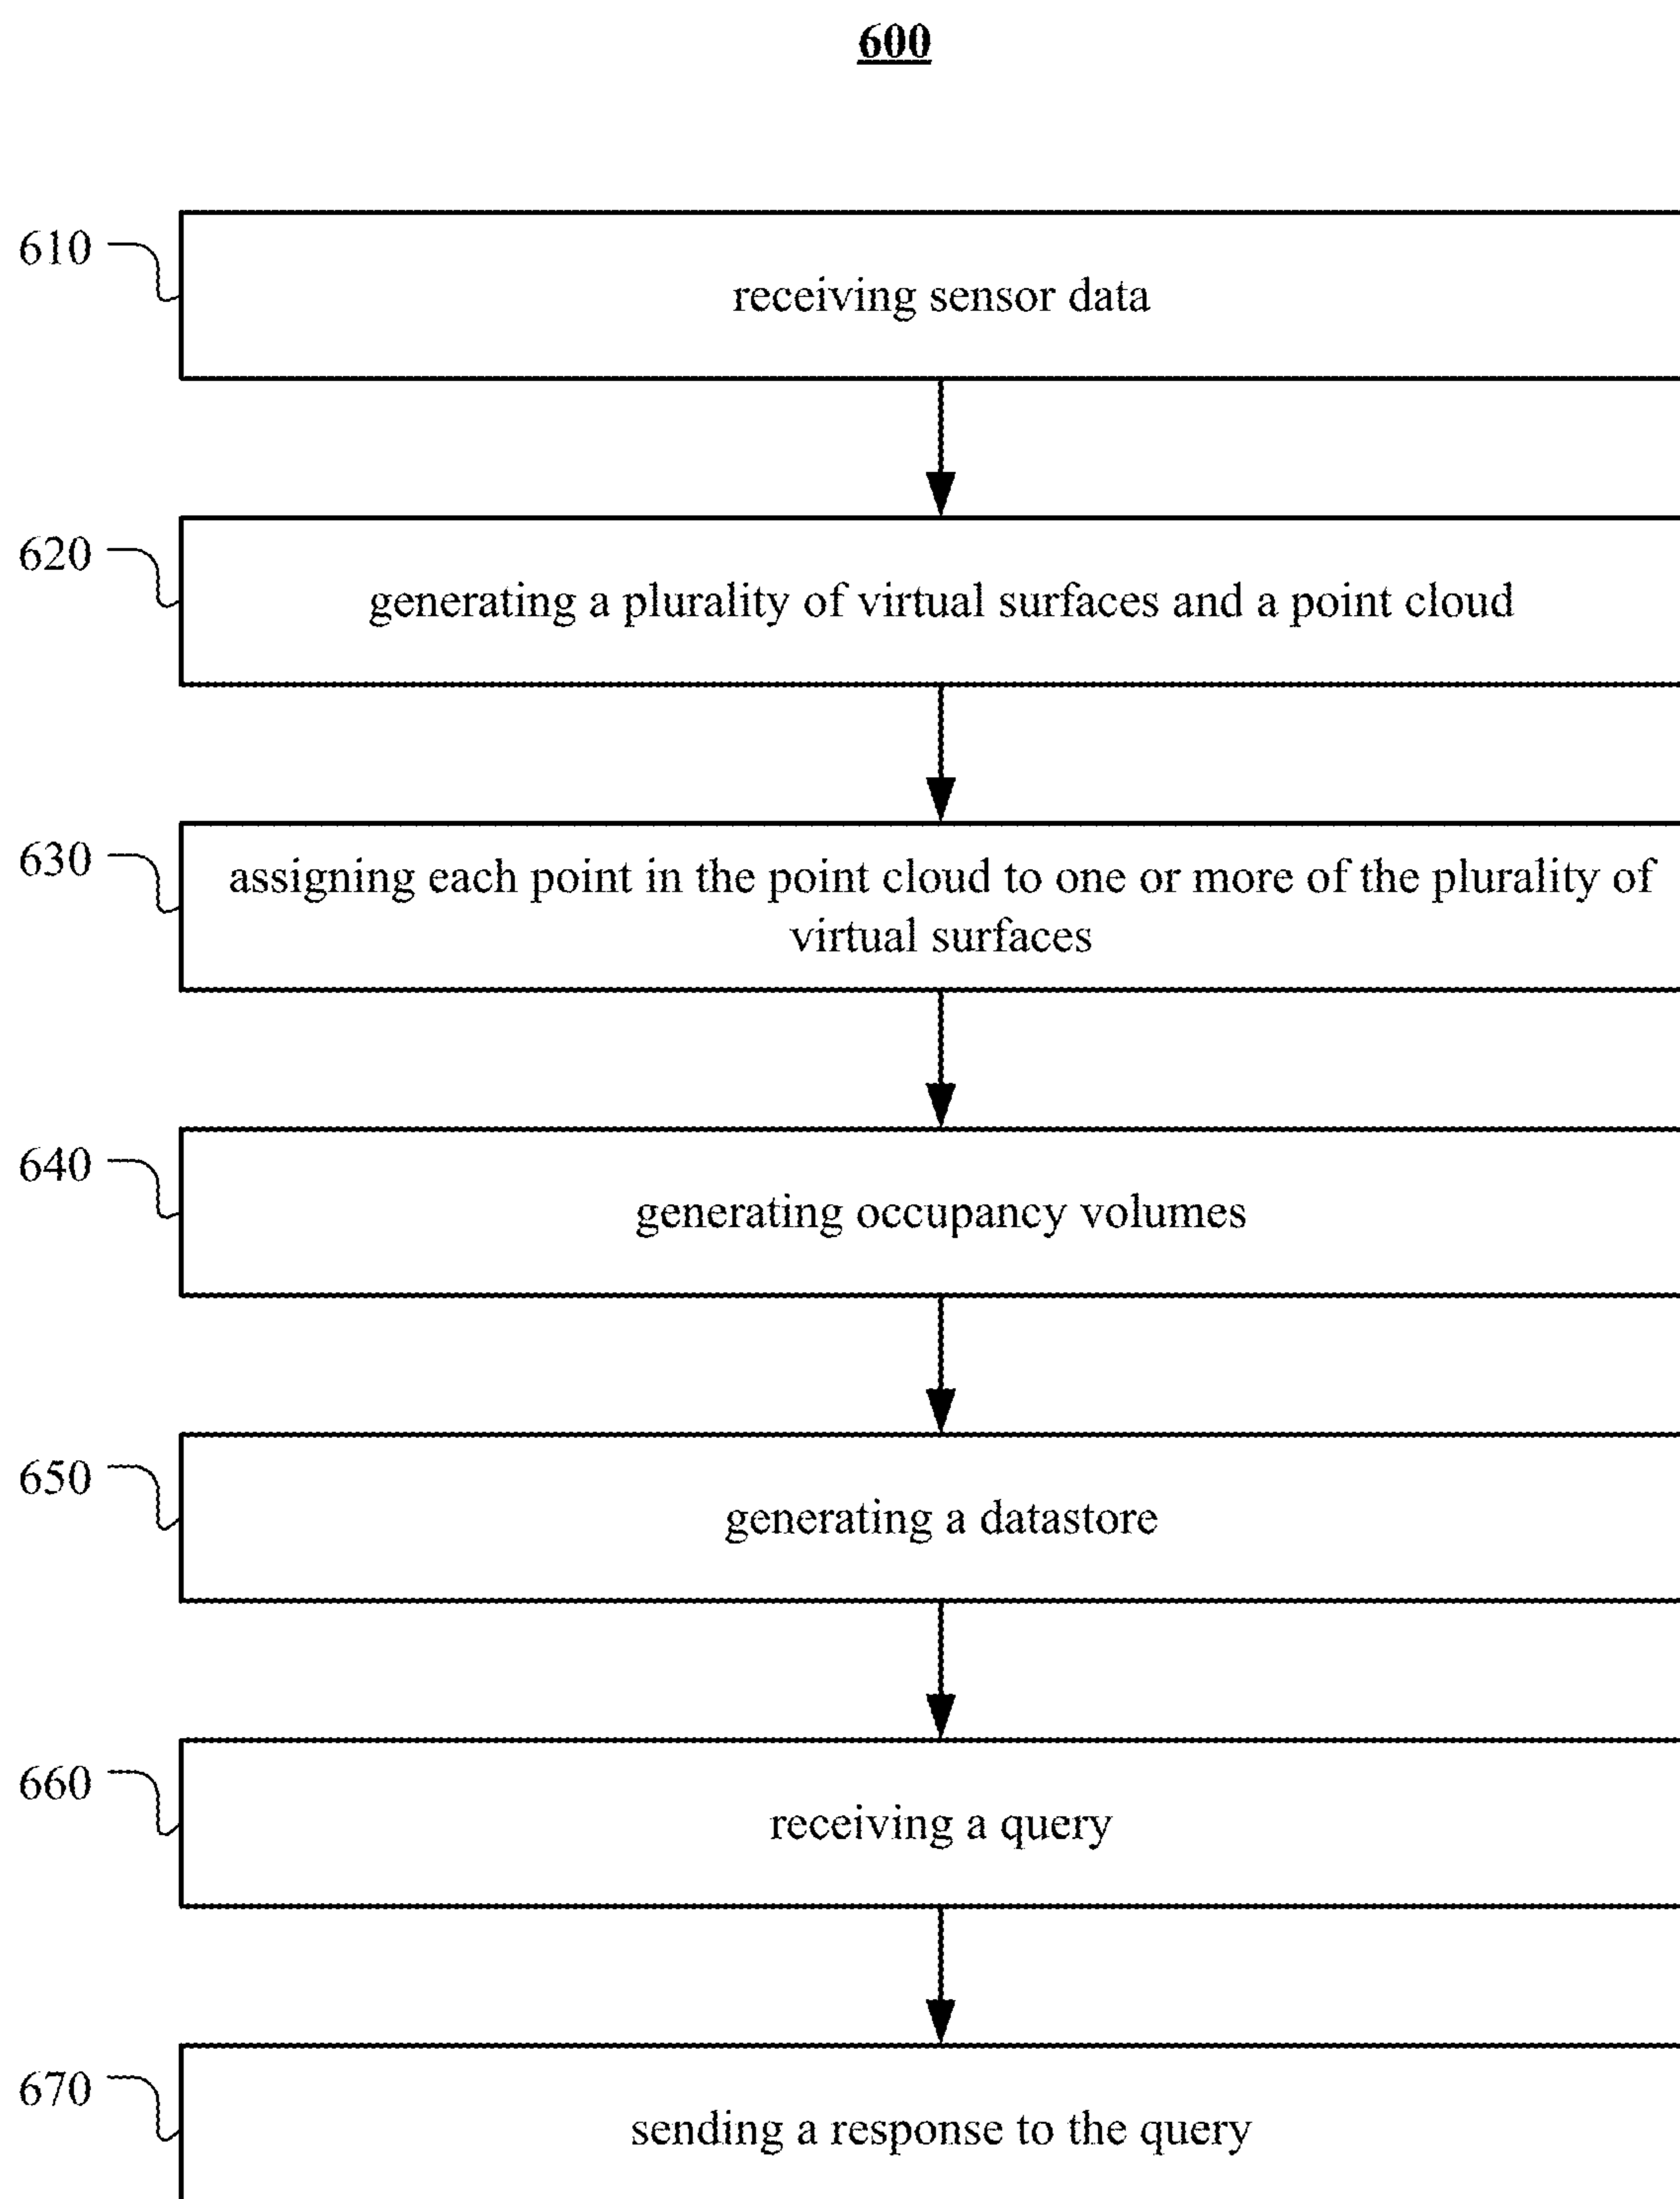 600
610
receiving sensor data
620
generating a plurality of virtual surfaces and a point cloud
630
assigning each point in the point cloud to one or more of the plurality of
virtual surfaces
640
generating occupancy volumes
650
generating a datastore
660
receiving a query
670
sending a response to the query